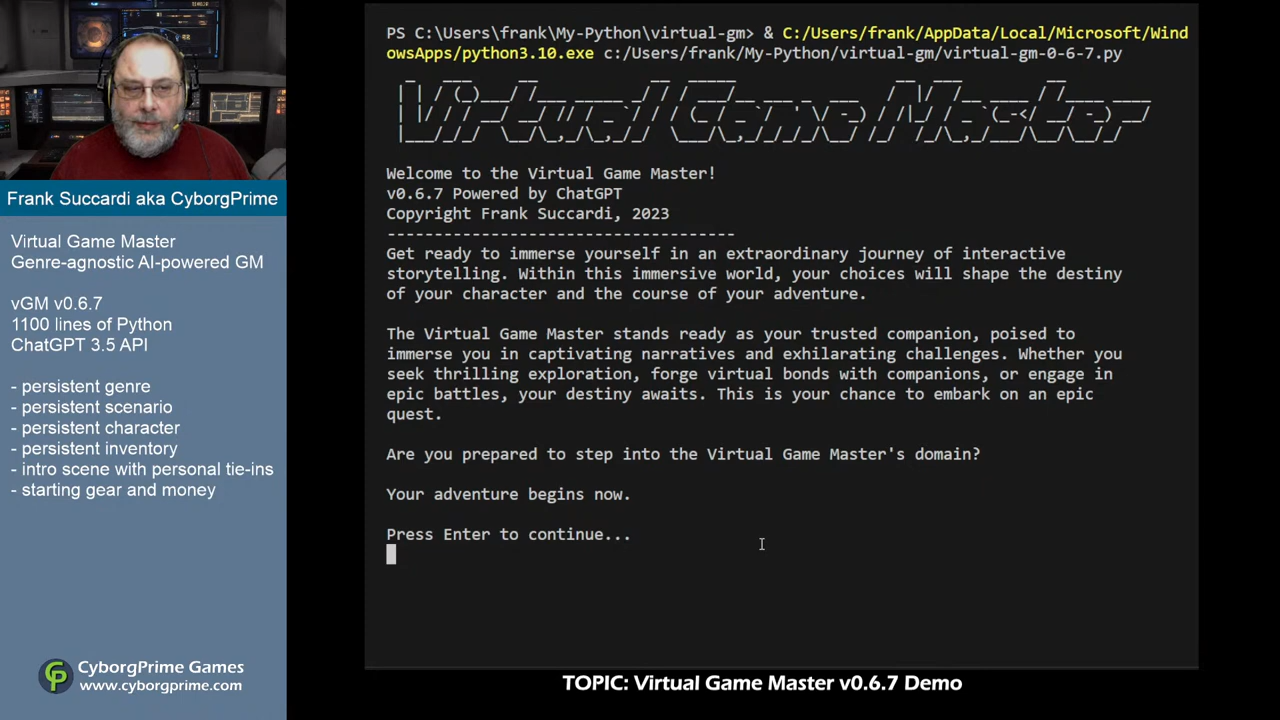 Frank Succardi aka CyborgPrime
Virtual Game Master
Genre-agnostic AI-powered GM
vGM v0.6.7
1100 lines of Python
ChatGPT 3.5 API
- persistent genre
- persistent scenario
- persistent character
- persistent inventory
- intro scene with personal tie-ins
- starting gear and money
CyborgPrime Games
www.cyborgprime.com
PS C:\Users\frank\My-Python\virtual-gm> & C:/Users/frank/AppData/Local/Microsoft/Wind
owsApps/python3.10.exe c:/Users/frank/My-Python/virtual-gm/virtual-gm-0-6-7.py
Virtual Game Master
Welcome to the Virtual Game Master!
v0.6.7 Powered by ChatGPT
Copyright Frank Succardi, 2023
-------------------------------------
Get ready to immerse yourself in an extraordinary journey of interactive
storytelling. Within this immersive world, your choices will shape the destiny
of your character and the course of your adventure.
The Virtual Game Master stands ready as your trusted companion, poised to
immerse you in captivating narratives and exhilarating challenges. Whether you
seek thrilling exploration, forge virtual bonds with companions, or engage in
epic battles, your destiny awaits. This is your chance to embark on an epic
quest.
Are you prepared to step into the Virtual Game Master's domain?
Your adventure begins now.
Press Enter to continue...
TOPIC: Virtual Game Master v0.6.7 Demo